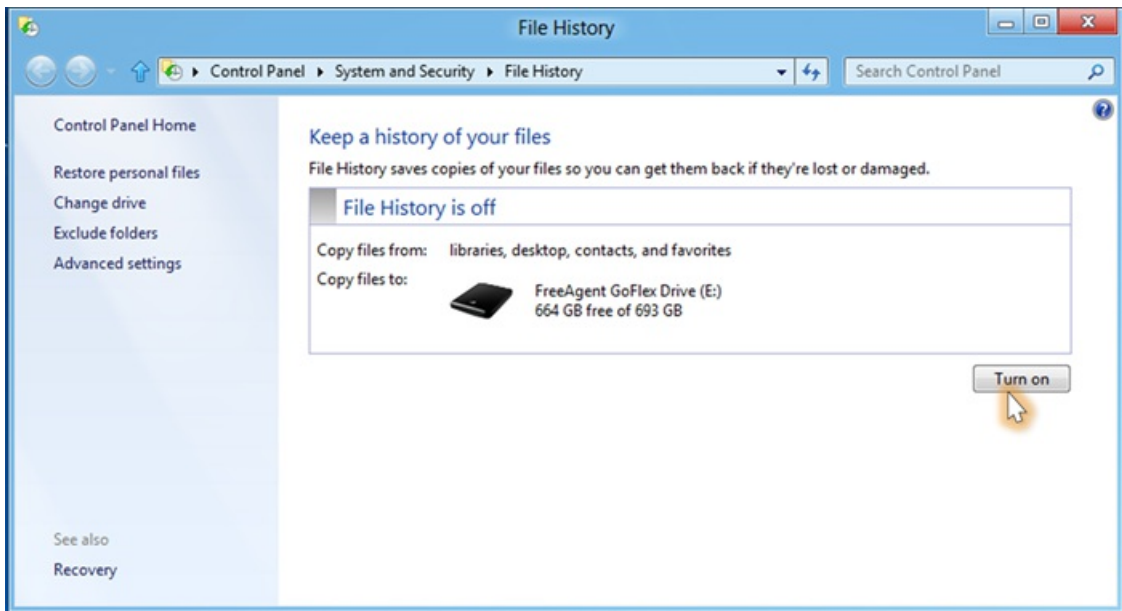 File History
Control Panel ▸ System and Security ▸ File History
Search Control Panel
Control Panel Home
Restore personal files
Change drive
Exclude folders
Advanced settings
See also
Recovery
Keep a history of your files
File History saves copies of your files so you can get them back if they're lost or damaged.
File History is off
Copy files from: libraries, desktop, contacts, and favorites
Copy files to:
FreeAgent GoFlex Drive (E:)
664 GB free of 693 GB
Turn on